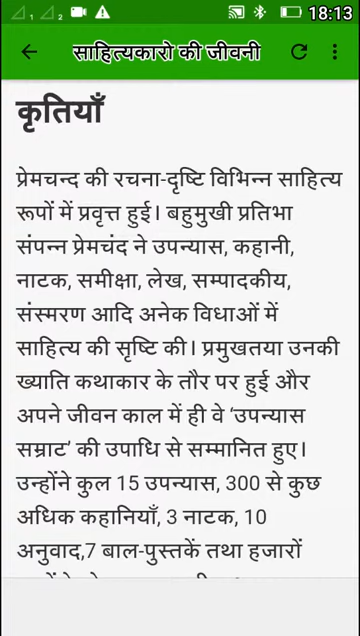 18:13
साहित्यकारो की जीवनी
कृतियाँ
प्रेमचन्द की रचना-दृष्टि विभिन्न साहित्य
रूपों में प्रवृत्त हुई। बहुमुखी प्रतिभा
संपन्न प्रेमचंद ने उपन्यास, कहानी,
नाटक, समीक्षा, लेख, सम्पादकीय,
संस्मरण आदि अनेक विधाओं में
साहित्य की सृष्टि की। प्रमुखतया उनकी
ख्याति कथाकार के तौर पर हुई और
अपने जीवन काल में ही वे ‘उपन्यास
सम्राट’ की उपाधि से सम्मानित हुए।
उन्होंने कुल 15 उपन्यास, 300 से कुछ
अधिक कहानियाँ, 3 नाटक, 10
अनुवाद,7 बाल-पुस्तकें तथा हजारों